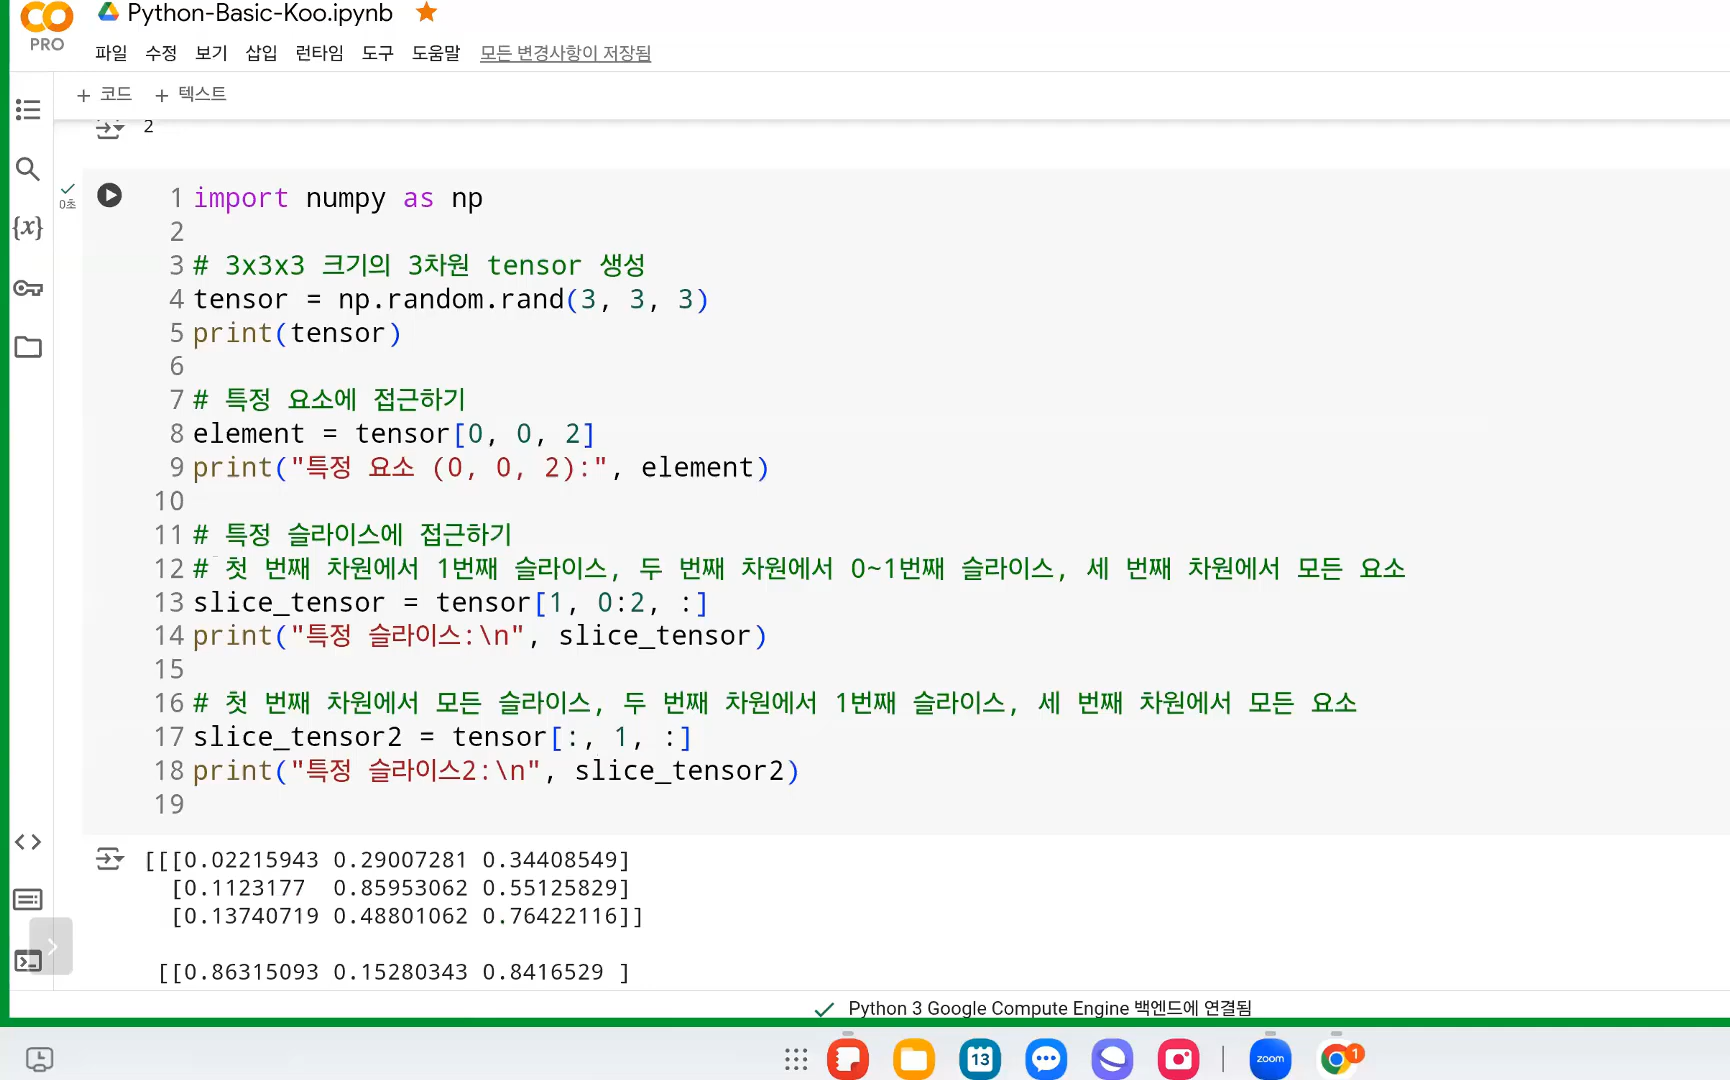 Python-Basic-Koo.ipynb
PRO
파일 수정 보기 삽입 런타임 도구 도움말 모든 변경사항이 저장됨
+ 코드 + 텍스트
2
0초
{x}
1 import numpy as np
2
3 # 3x3x3 크기의 3차원 tensor 생성
4 tensor = np.random.rand(3, 3, 3)
5 print(tensor)
6
7 # 특정 요소에 접근하기
8 element = tensor[0, 0, 2]
9 print("특정 요소 (0, 0, 2):", element)
10
11 # 특정 슬라이스에 접근하기
12 # 첫 번째 차원에서 1번째 슬라이스, 두 번째 차원에서 0~1번째 슬라이스, 세 번째 차원에서 모든 요소
13 slice_tensor = tensor[1, 0:2, :]
14 print("특정 슬라이스:\n", slice_tensor)
15
16 # 첫 번째 차원에서 모든 슬라이스, 두 번째 차원에서 1번째 슬라이스, 세 번째 차원에서 모든 요소
17 slice_tensor2 = tensor[:, 1, :]
18 print("특정 슬라이스2:\n", slice_tensor2)
19
[[[0.02215943 0.29007281 0.34408549]
[0.1123177  0.85953062 0.55125829]
[0.13740719 0.48801062 0.76422116]]
[[0.86315093 0.15280343 0.8416529 ]
Python 3 Google Compute Engine 백엔드에 연결됨
13
zoom
1